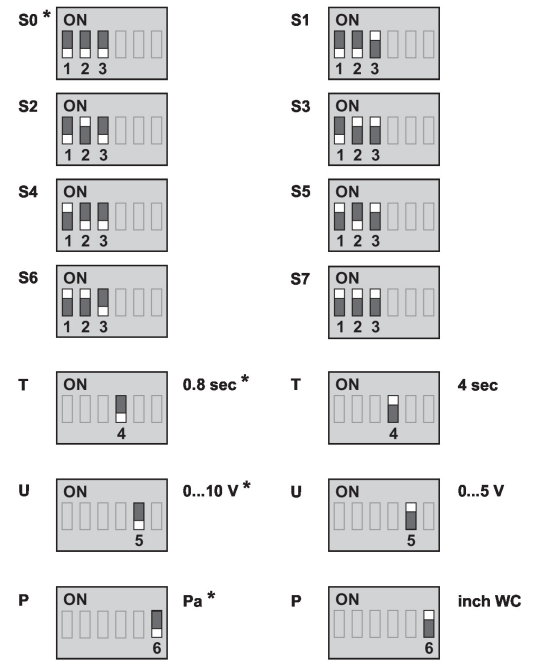 S0 * ON 1 2 3
S1 ON 1 2 3
S2 ON 1 2 3
S3 ON 1 2 3
S4 ON 1 2 3
S5 ON 1 2 3
S6 ON 1 2 3
S7 ON 1 2 3
T ON 4 0.8 sec *
T ON 4 4 sec
U ON 5 0...10 V *
U ON 5 0...5 V
P ON 6 Pa *
P ON 6 inch WC